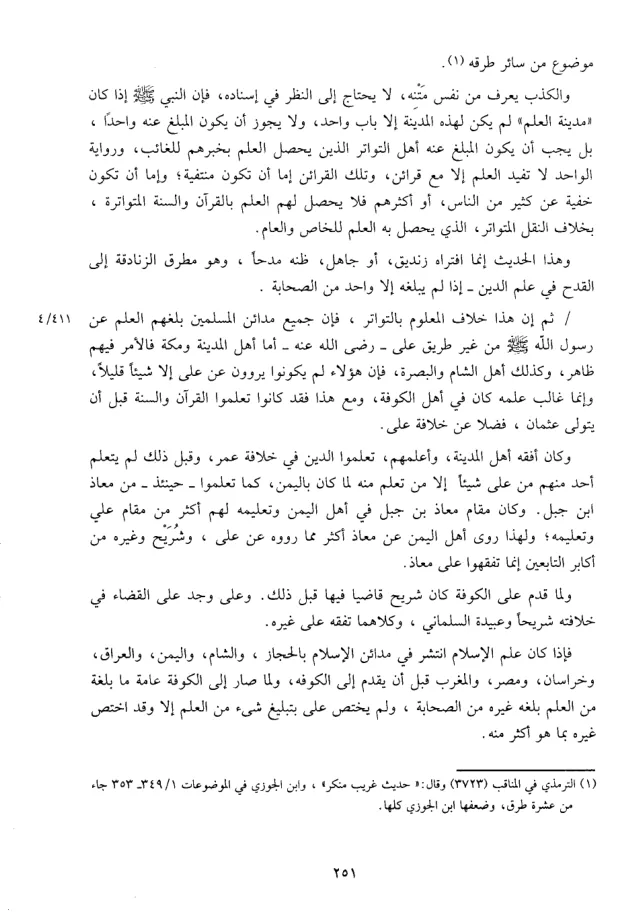 موضوع من سائر طرقه (١) .
والكذب يعرف من نفس مَتْنِه، لا يحتاج إلى النظر في إسناده، فإن النبي ﷺ إذا كان
«مدينة العلم» لم يكن لهذه المدينة إلا باب واحد، ولا يجوز أن يكون المبلغ عنه واحداً ،
بل يجب أن يكون المبلغ عنه أهل التواتر الذين يحصل العلم بخبرهم للغائب، ورواية
الواحد لا تفيد العلم إلا مع قرائن، وتلك القرائن إما أن تكون منتفية؛ وإما أن تكون
خفية عن كثير من الناس، أو أكثرهم فلا يحصل لهم العلم بالقرآن والسنة المتواترة ،
بخلاف النقل المتواتر، الذي يحصل به العلم للخاص والعام.
وهذا الحديث إنما افتراه زنديق، أو جاهل، ظنه مدحاً ، وهو مطرق الزنادقة إلى
القدح في علم الدين ـ إذا لم يبلغه إلا واحد من الصحابة .
/ ثم إن هذا خلاف المعلوم بالتواتر ، فإن جميع مدائن المسلمين بلغهم العلم عن ٤/٤١١
رسول اللّه ﷺ من غير طريق على ـ رضى الله عنه ـ أما أهل المدينة ومكة فالأمر فيهم
ظاهر، وكذلك أهل الشام والبصرة، فإن هؤلاء لم يكونوا يروون عن على إلا شيئاً قليلاً،
وإنما غالب علمه كان في أهل الكوفة، ومع هذا فقد كانوا تعلموا القرآن والسنة قبل أن
يتولى عثمان ، فضلا عن خلافة على.
وكان أفقه أهل المدينة، وأعلمهم، تعلموا الدين في خلافة عمر، وقبل ذلك لم يتعلم
أحد منهم من على شيئاً إلا من تعلم منه لما كان باليمن، كما تعلموا ـ حينئذ ـ من معاذ
ابن جبل. وكان مقام معاذ بن جبل في أهل اليمن وتعليمه لهم أكثر من مقام علي
وتعليمه؛ ولهذا روى أهل اليمن عن معاذ أكثر مما رووه عن على ، وشُرَيْح وغيره من
أكابر التابعين إنما تفقهوا على معاذ.
ولما قدم على الكوفة كان شريح قاضيا فيها قبل ذلك. وعلى وجد على القضاء في
خلافته شريحاً وعبيدة السلماني ، وكلاهما تفقه على غيره.
فإذا كان علم الإسلام انتشر في مدائن الإسلام بالحجاز ، والشام، واليمن، والعراق،
وخراسان، ومصر، والمغرب قبل أن يقدم إلى الكوفه، ولما صار إلى الكوفة عامة ما بلغة
من العلم بلغه غيره من الصحابة ، ولم يختص على بتبليغ شىء من العلم إلا وقد اختص
غيره بما هو أكثر منه.
(١) الترمذي في المناقب (٣٧٢٣) وقال:« حديث غريب منكر» ، وابن الجوزي في الموضوعات ٣٤٩/١ـ ٣٥٣ جاء
من عشرة طرق، وضعفها ابن الجوزي كلها.
٢٥١